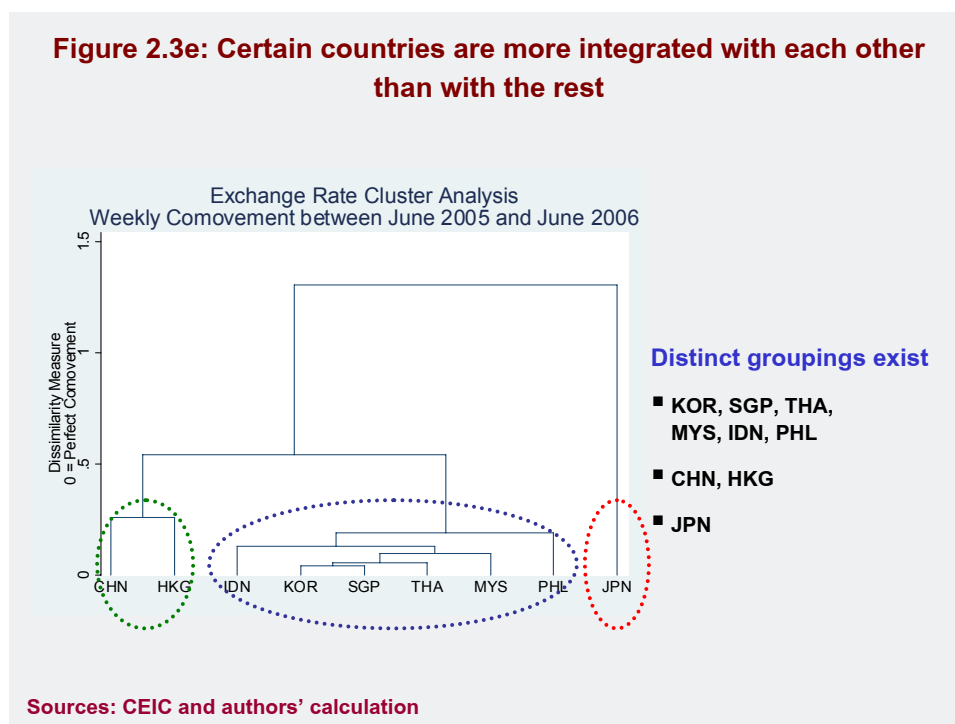 Figure 2.3e: Certain countries are more integrated with each other
than with the rest
Exchange Rate Cluster Analysis
Weekly Comovement between June 2005 and June 2006
Dissimilarity Measure
0 = Perfect Comovement
1.5
1
.5
0
CHN HKG IDN KOR SGP THA MYS PHL JPN
Distinct groupings exist
▪ KOR, SGP, THA,
MYS, IDN, PHL
▪ CHN, HKG
▪ JPN
Sources: CEIC and authors’ calculation